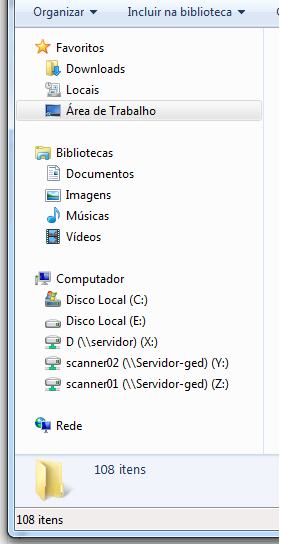 Organizar Incluir na biblioteca
Favoritos
Downloads
Locais
Área de Trabalho
Bibliotecas
Documentos
Imagens
Músicas
Vídeos
Computador
Disco Local (C:)
Disco Local (E:)
D (\\servidor) (X:)
scanner02 (\\Servidor-ged) (Y:)
scanner01 (\\Servidor-ged) (Z:)
Rede
108 itens
108 itens